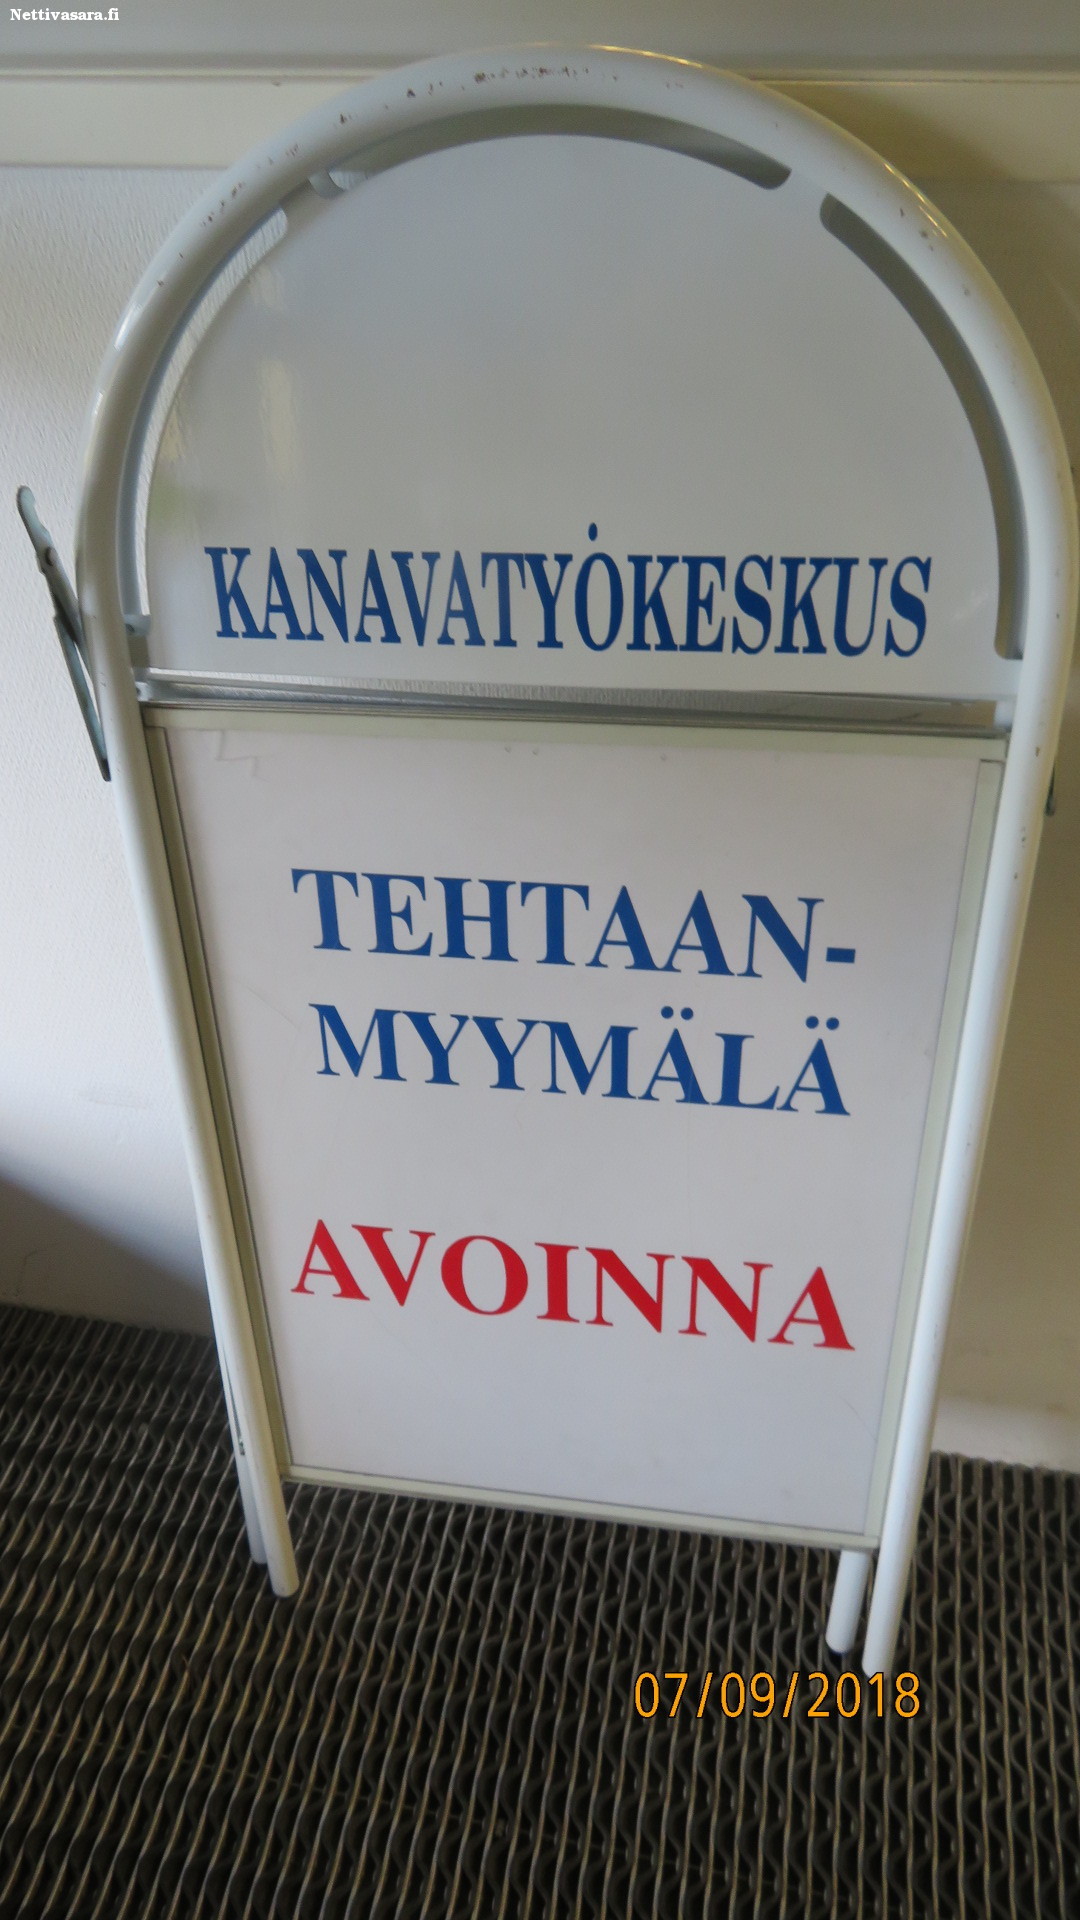 Nettivasara.fi
KANAVATYÖKESKUS
TEHTAAN-
MYYMÄLÄ
AVOINNA
07/09/2018